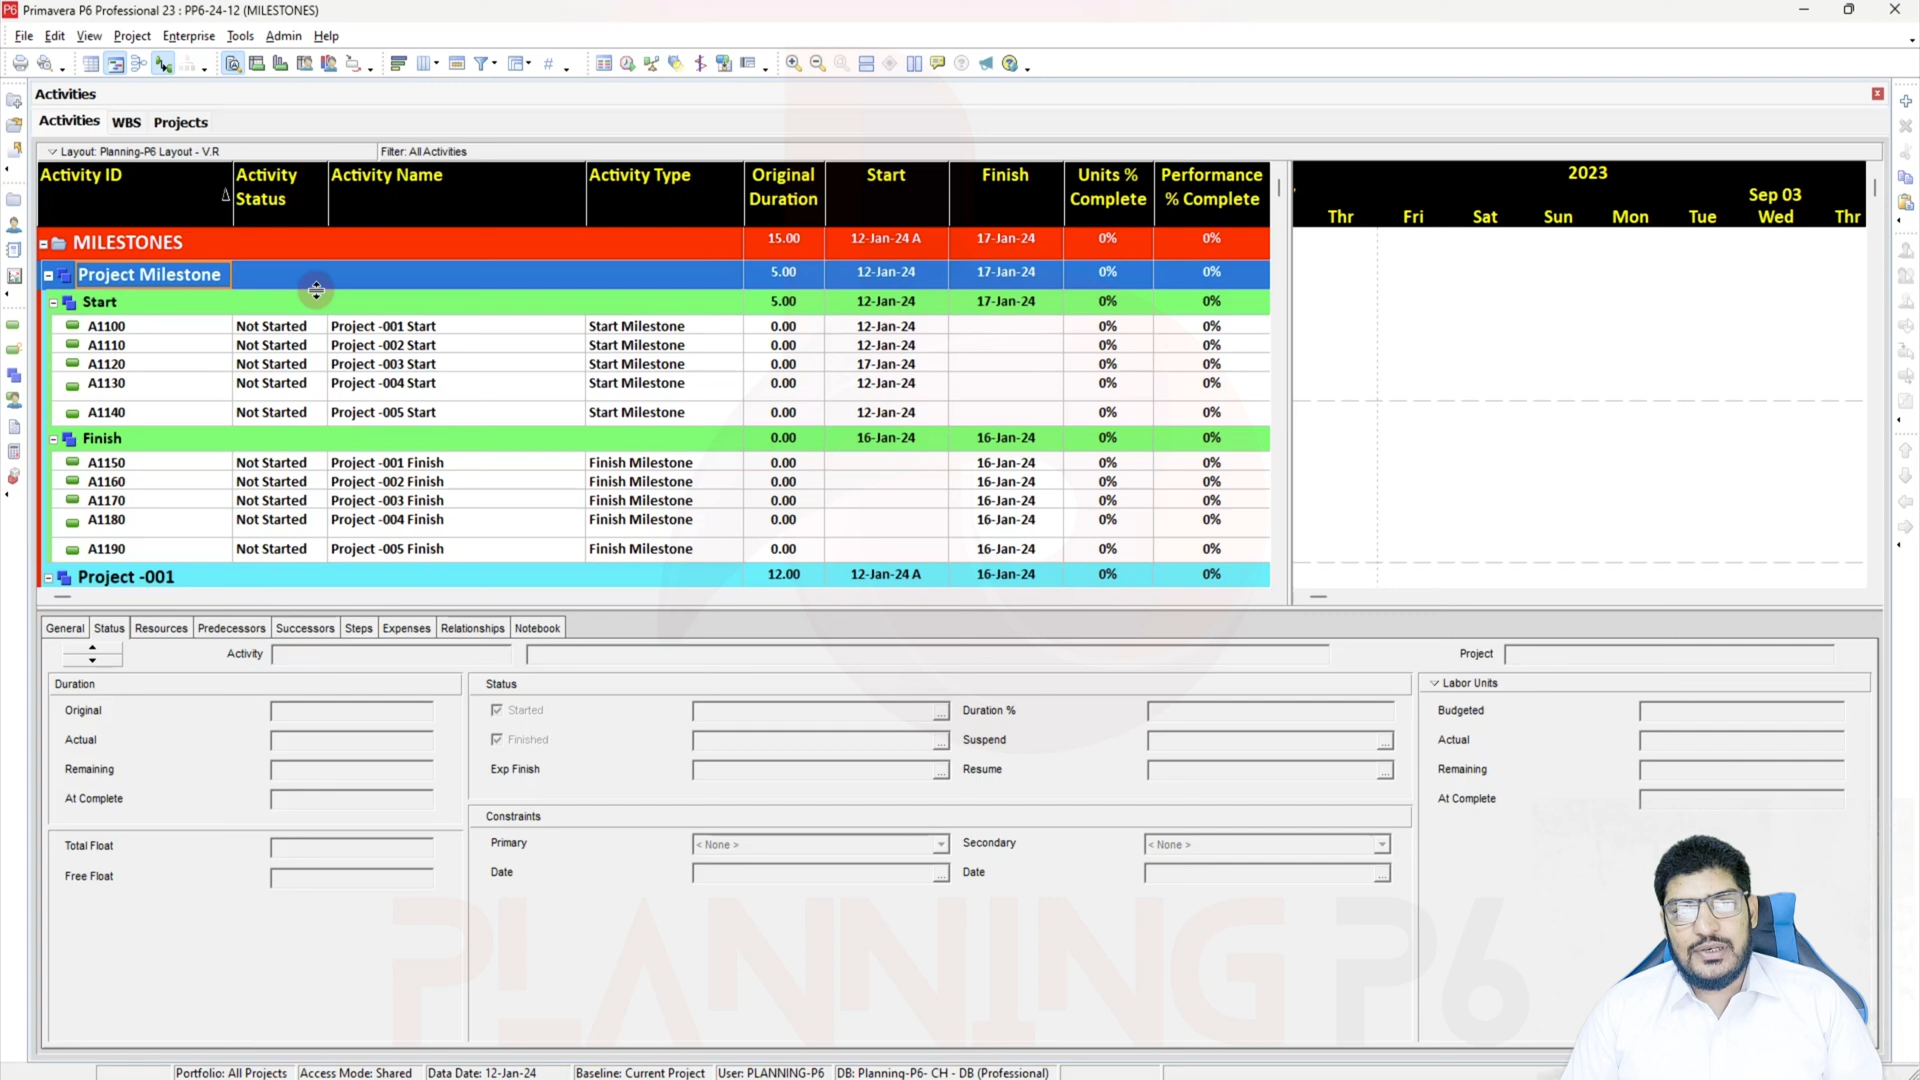 P6 Primavera P6 Professional 23 : PP6-24-12 (MILESTONES)
File Edit View Project Enterprise Tools Admin Help
Activities
Activities WBS Projects
Layout: Planning-P6 Layout - V.R Filter: All Activities
Activity ID Activity Status Activity Name Activity Type Original Duration Start Finish Units % Complete Performance % Complete
2023
Sep 03
Thr Fri Sat Sun Mon Tue Wed Thr
MILESTONES 15.00 12-Jan-24 A 17-Jan-24 0% 0%
Project Milestone 5.00 12-Jan-24 17-Jan-24 0% 0%
Start 5.00 12-Jan-24 17-Jan-24 0% 0%
A1100 Not Started Project -001 Start Start Milestone 0.00 12-Jan-24 0% 0%
A1110 Not Started Project -002 Start Start Milestone 0.00 12-Jan-24 0% 0%
A1120 Not Started Project -003 Start Start Milestone 0.00 17-Jan-24 0% 0%
A1130 Not Started Project -004 Start Start Milestone 0.00 12-Jan-24 0% 0%
A1140 Not Started Project -005 Start Start Milestone 0.00 12-Jan-24 0% 0%
Finish 0.00 16-Jan-24 16-Jan-24 0% 0%
A1150 Not Started Project -001 Finish Finish Milestone 0.00 16-Jan-24 0% 0%
A1160 Not Started Project -002 Finish Finish Milestone 0.00 16-Jan-24 0% 0%
A1170 Not Started Project -003 Finish Finish Milestone 0.00 16-Jan-24 0% 0%
A1180 Not Started Project -004 Finish Finish Milestone 0.00 16-Jan-24 0% 0%
A1190 Not Started Project -005 Finish Finish Milestone 0.00 16-Jan-24 0% 0%
Project -001 12.00 12-Jan-24 A 16-Jan-24 0% 0%
General Status Resources Predecessors Successors Steps Expenses Relationships Notebook
Activity Project
Duration Status Labor Units
Original Started Duration % Budgeted
Actual Finished Suspend Actual
Remaining Exp Finish Resume Remaining
At Complete At Complete
Constraints
Total Float Primary < None > Secondary < None >
Free Float Date Date
PLANNING P6
Portfolio: All Projects Access Mode: Shared Data Date: 12-Jan-24 Baseline: Current Project User: PLANNING-P6 DB: Planning-P6- CH - DB (Professional)